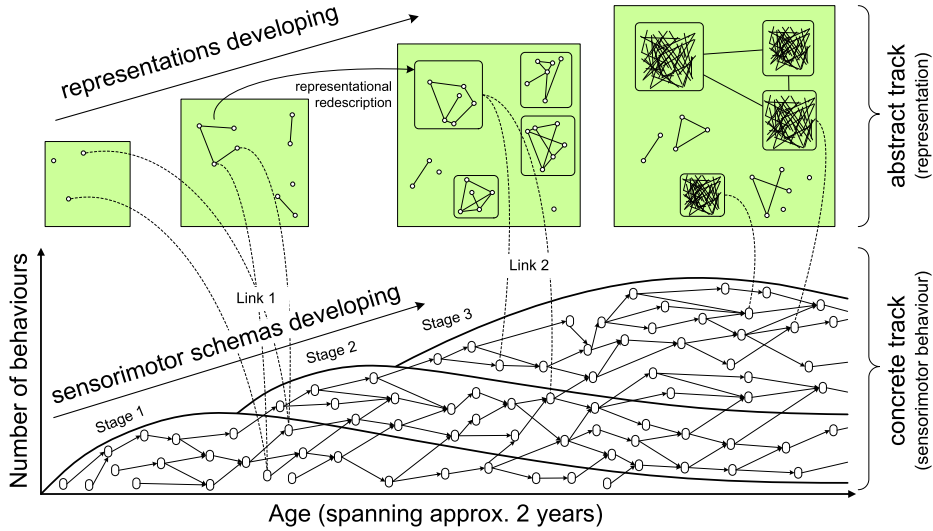 representations developing
representational
redescription
abstract track
(representation)
Link 1
Link 2
sensorimotor schemas developing
Stage 1
Stage 2
Stage 3
concrete track
(sensorimotor behaviour)
Number of behaviours
Age (spanning approx. 2 years)